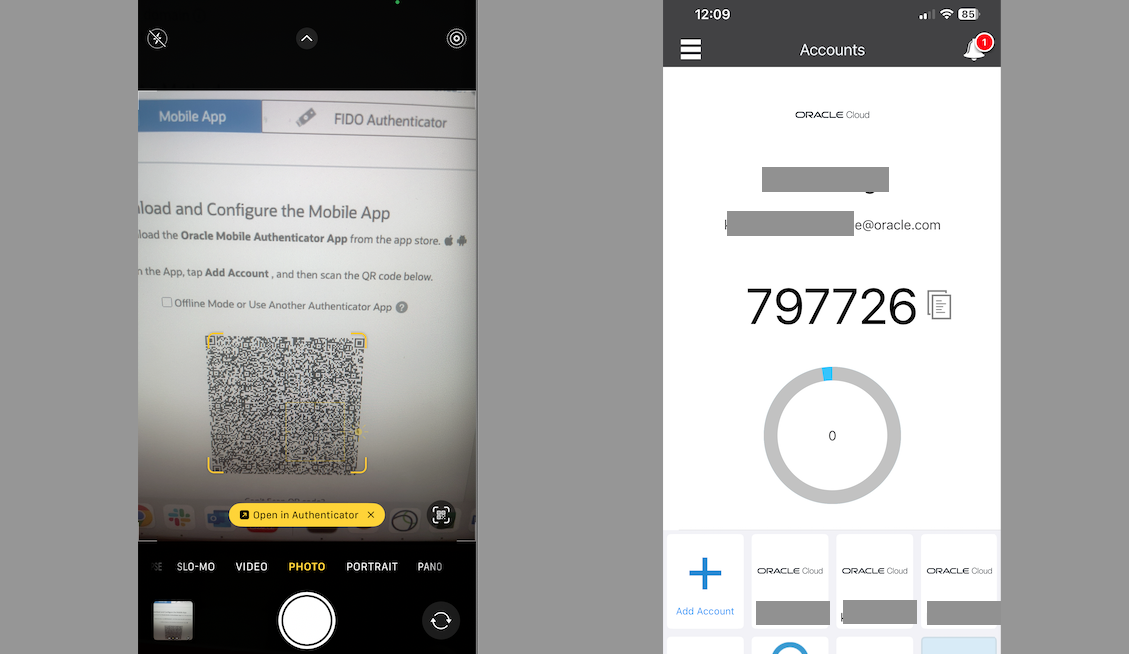 Mobile App
FIDO Authenticator
load and Configure the Mobile App
load the Oracle Mobile Authenticator App from the app store.
n the App, tap Add Account , and then scan the QR code below.
Offline Mode or Use Another Authenticator App ?
Open in Authenticator ×
SE SLO-MO VIDEO PHOTO PORTRAIT PANO
12:09 85
Accounts 1
ORACLE Cloud
e@oracle.com
797726
0
Add Account
ORACLE Cloud
ORACLE Cloud
ORACLE Cloud